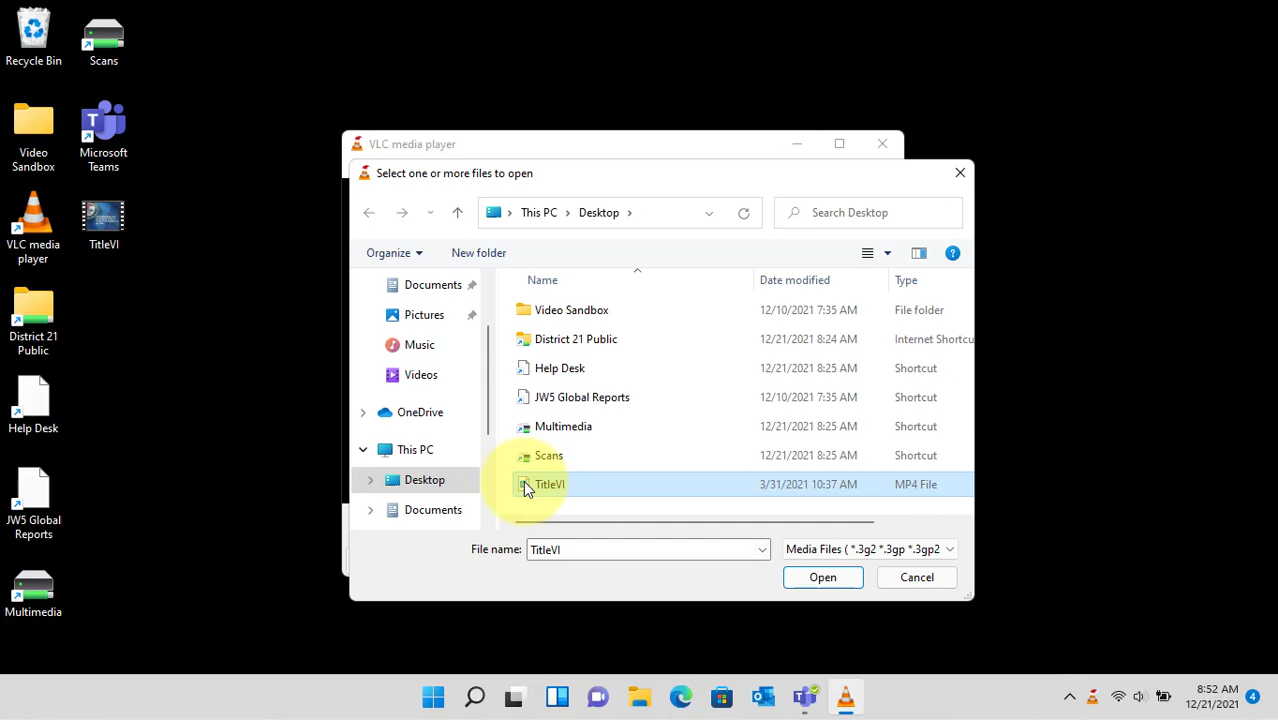 Recycle Bin
Scans
Video
Sandbox
Microsoft
Teams
VLC media
player
TitleVI
District 21
Public
Help Desk
JW5 Global
Reports
Multimedia
VLC media player
Select one or more files to open
This PC
Desktop
Search Desktop
Organize
New folder
Documents
Pictures
Music
Videos
OneDrive
This PC
Desktop
Documents
Name Date modified Type
Video Sandbox 12/10/2021 7:35 AM File folder
District 21 Public 12/21/2021 8:24 AM Internet Shortcu
Help Desk 12/21/2021 8:25 AM Shortcut
JW5 Global Reports 12/10/2021 7:35 AM Shortcut
Multimedia 12/21/2021 8:25 AM Shortcut
Scans 12/21/2021 8:25 AM Shortcut
TitleVI 3/31/2021 10:37 AM MP4 File
File name: TitleVI Media Files ( *.3g2 *.3gp *.3gp2
Open Cancel
8:52 AM
12/21/2021
4